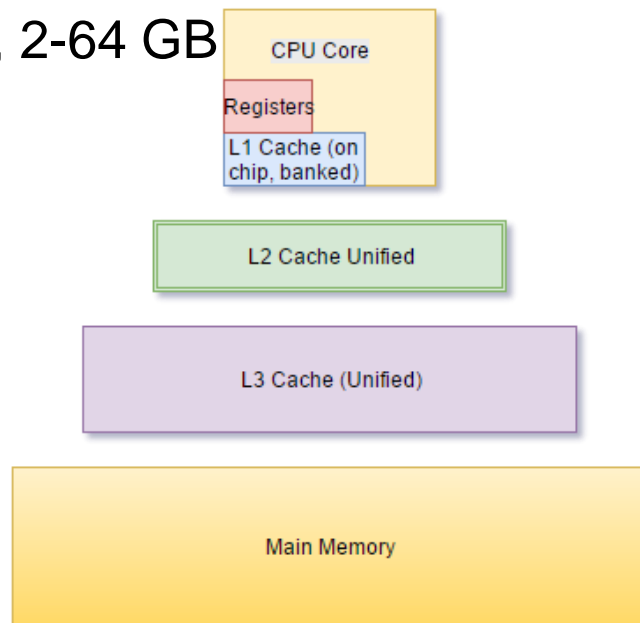 , 2-64 GB
CPU Core
Registers
L1 Cache (on
chip, banked)
L2 Cache Unified
L3 Cache (Unified)
Main Memory